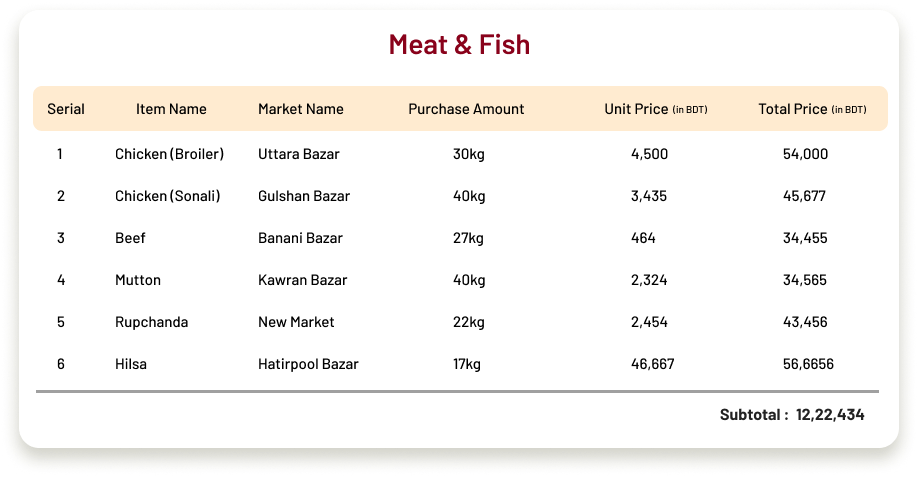 Meat & Fish
Serial Item Name Market Name Purchase Amount Unit Price (in BDT) Total Price (in BDT)
1 Chicken (Broiler) Uttara Bazar 30kg 4,500 54,000
2 Chicken (Sonali) Gulshan Bazar 40kg 3,435 45,677
3 Beef Banani Bazar 27kg 464 34,455
4 Mutton Kawran Bazar 40kg 2,324 34,565
5 Rupchanda New Market 22kg 2,454 43,456
6 Hilsa Hatirpool Bazar 17kg 46,667 56,6656
Subtotal : 12,22,434